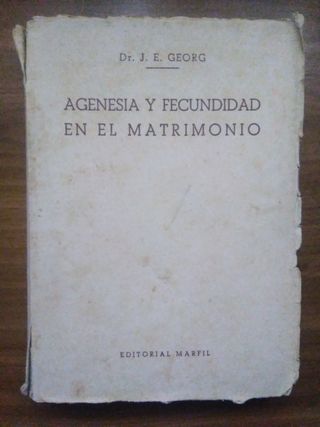 Dr. J. E. GEORG
AGENESIA Y FECUNDIDAD
EN EL MATRIMONIO
EDITORIAL MARFIL